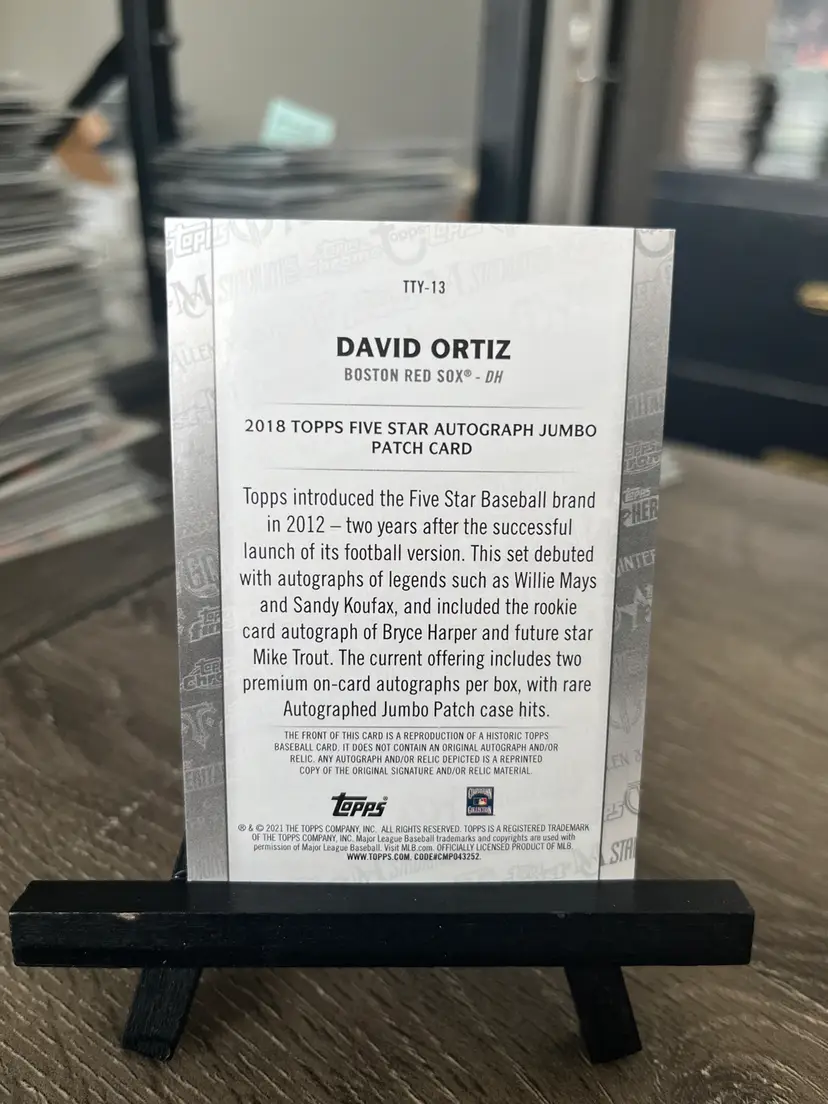 TTY-13
DAVID ORTIZ
BOSTON RED SOX® - DH
2018 TOPPS FIVE STAR AUTOGRAPH JUMBO
PATCH CARD
Topps introduced the Five Star Baseball brand
in 2012 – two years after the successful
launch of its football version. This set debuted
with autographs of legends such as Willie Mays
and Sandy Koufax, and included the rookie
card autograph of Bryce Harper and future star
Mike Trout. The current offering includes two
premium on-card autographs per box, with rare
Autographed Jumbo Patch case hits.
THE FRONT OF THIS CARD IS A REPRODUCTION OF A HISTORIC TOPPS
BASEBALL CARD. IT DOES NOT CONTAIN AN ORIGINAL AUTOGRAPH AND/OR
RELIC. ANY AUTOGRAPH AND/OR RELIC DEPICTED IS A REPRINTED
COPY OF THE ORIGINAL SIGNATURE AND/OR RELIC MATERIAL.
topps®
® & © 2021 THE TOPPS COMPANY, INC. ALL RIGHTS RESERVED. TOPPS IS A REGISTERED TRADEMARK
OF THE TOPPS COMPANY, INC. Major League Baseball trademarks and copyrights are used with
permission of Major League Baseball. Visit MLB.com. OFFICIALLY LICENSED PRODUCT OF MLB.
WWW.TOPPS.COM. CODE#CMP043252.